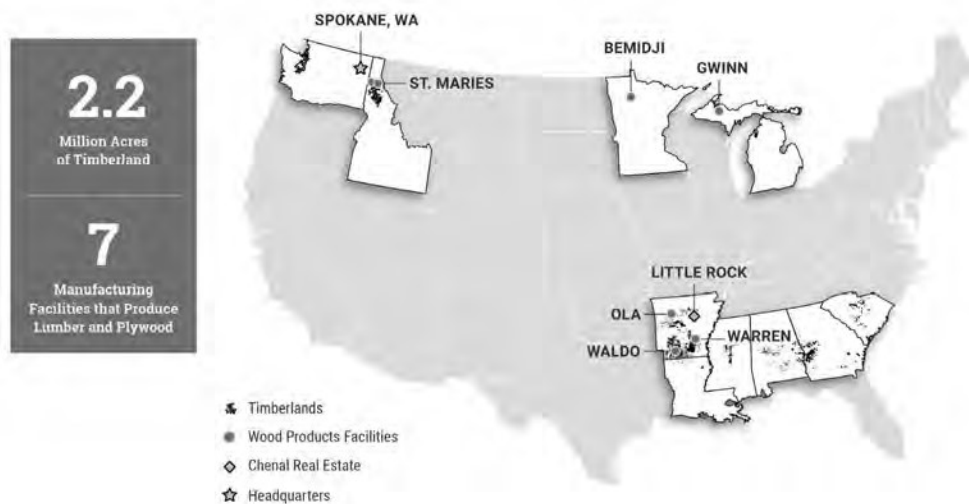 2.2
Million Acres
of Timberland
7
Manufacturing
Facilities that Produce
Lumber and Plywood
SPOKANE, WA
ST. MARIES
BEMIDJI
GWINN
LITTLE ROCK
OLA
WARREN
WALDO
Timberlands
Wood Products Facilities
Chenal Real Estate
Headquarters